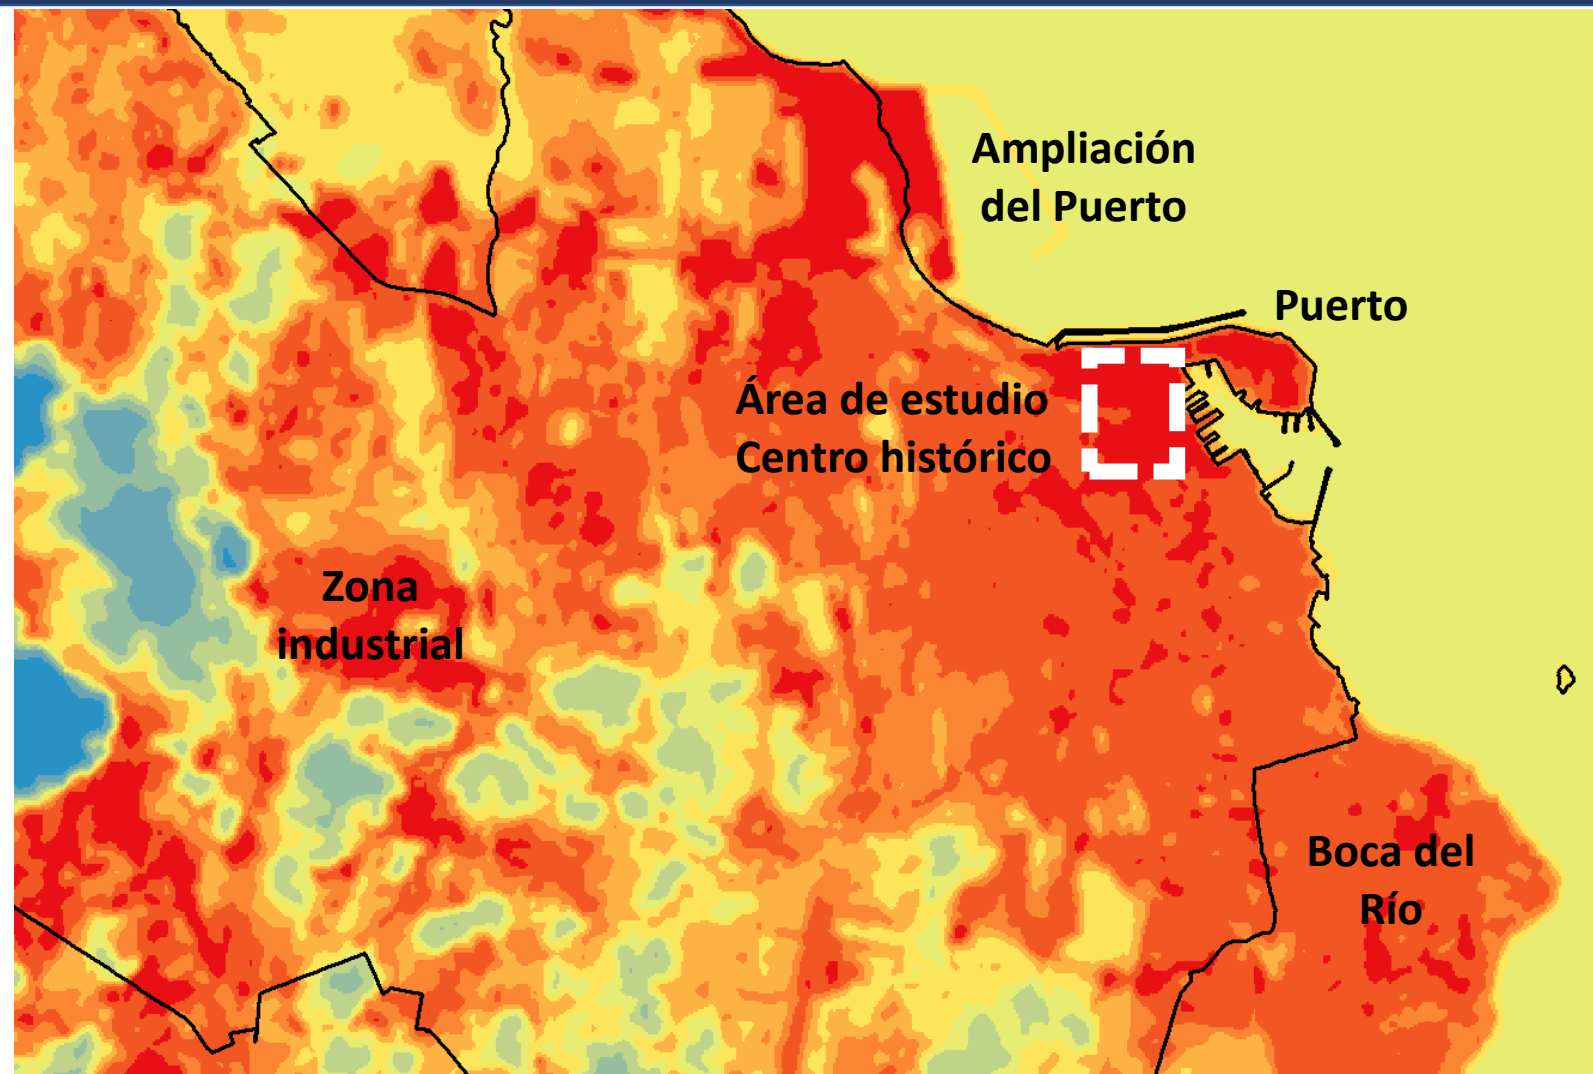 Ampliación
del Puerto
Puerto
Área de estudio
Centro histórico
Zona
industrial
Boca del
Río